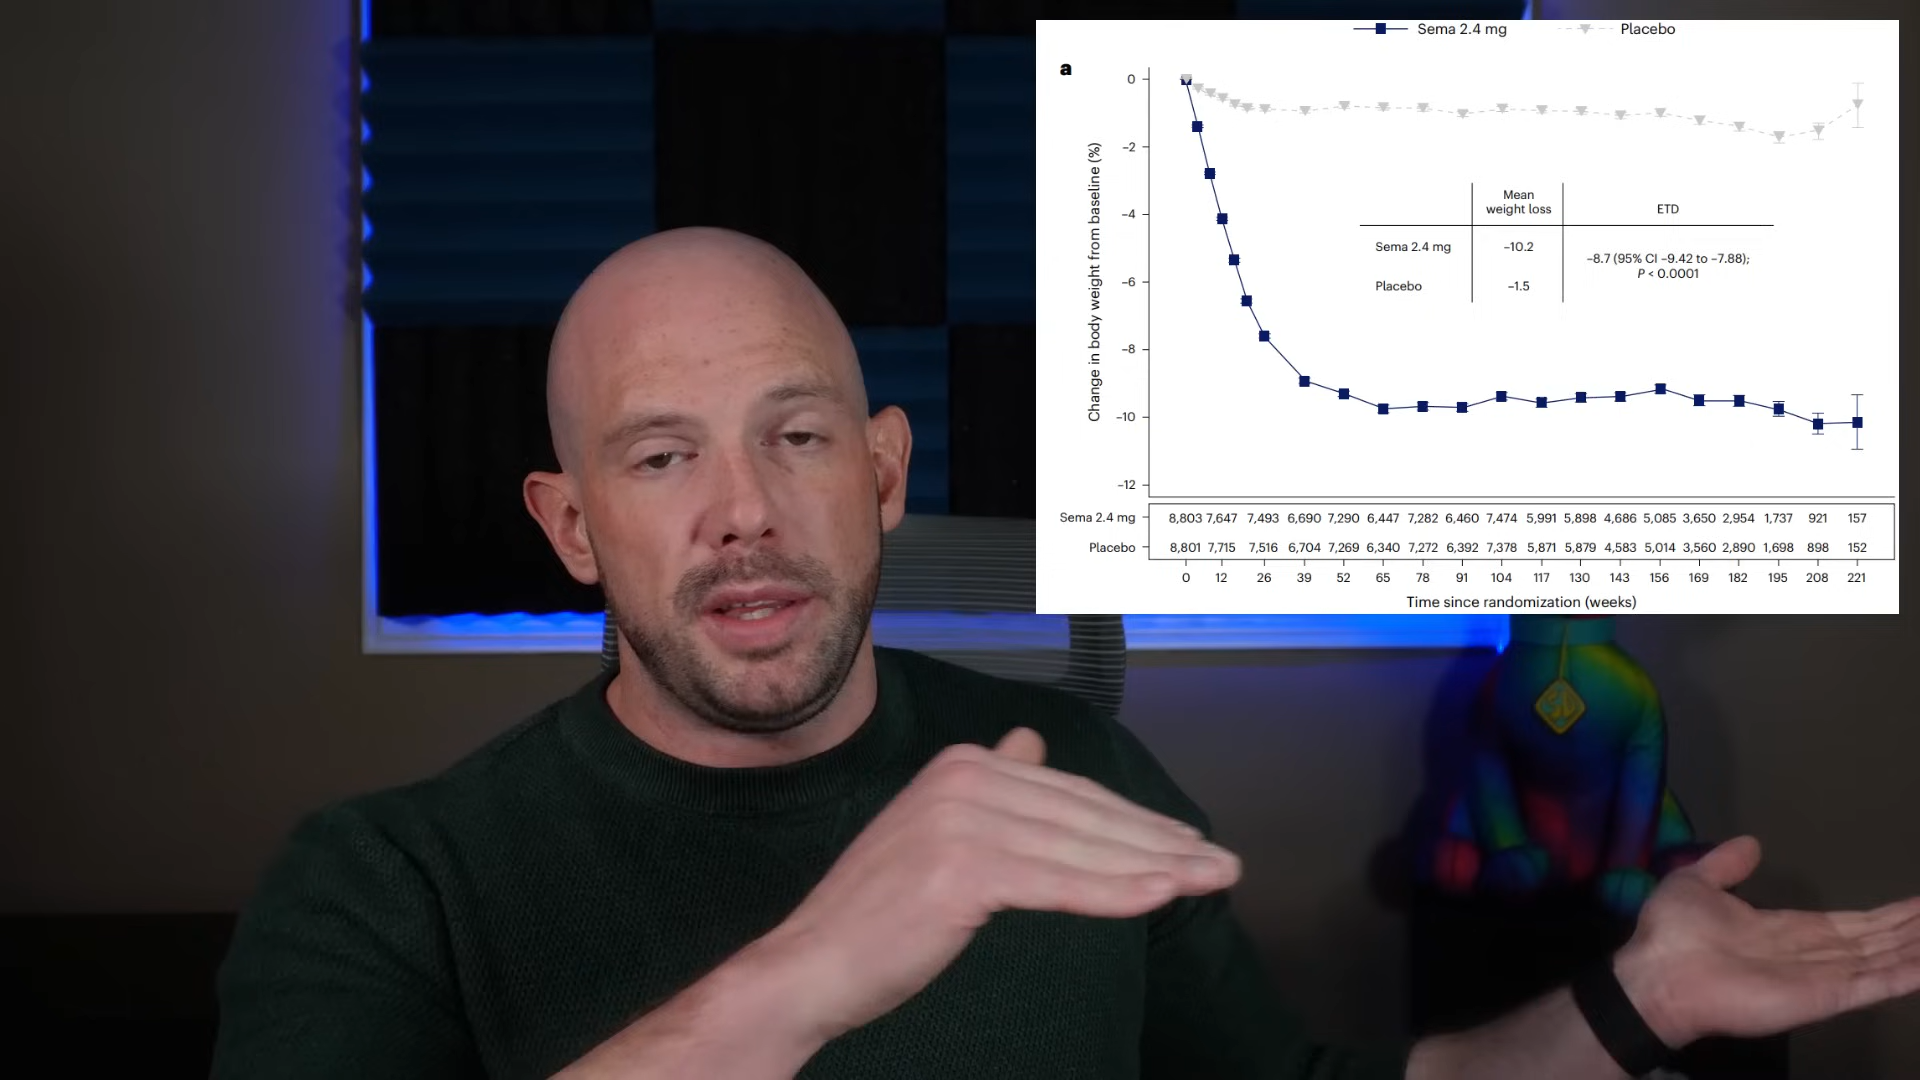 Sema 2.4 mg Placebo
a
Change in body weight from baseline (%)
0
−2
−4
−6
−8
−10
−12
Mean
weight loss ETD
Sema 2.4 mg −10.2
−8.7 (95% CI −9.42 to −7.88);
P < 0.0001
Placebo −1.5
Sema 2.4 mg 8,803 7,647 7,493 6,690 7,290 6,447 7,282 6,460 7,474 5,991 5,898 4,686 5,085 3,650 2,954 1,737 921 157
Placebo 8,801 7,715 7,516 6,704 7,269 6,340 7,272 6,392 7,378 5,871 5,879 4,583 5,014 3,560 2,890 1,698 898 152
0 12 26 39 52 65 78 91 104 117 130 143 156 169 182 195 208 221
Time since randomization (weeks)